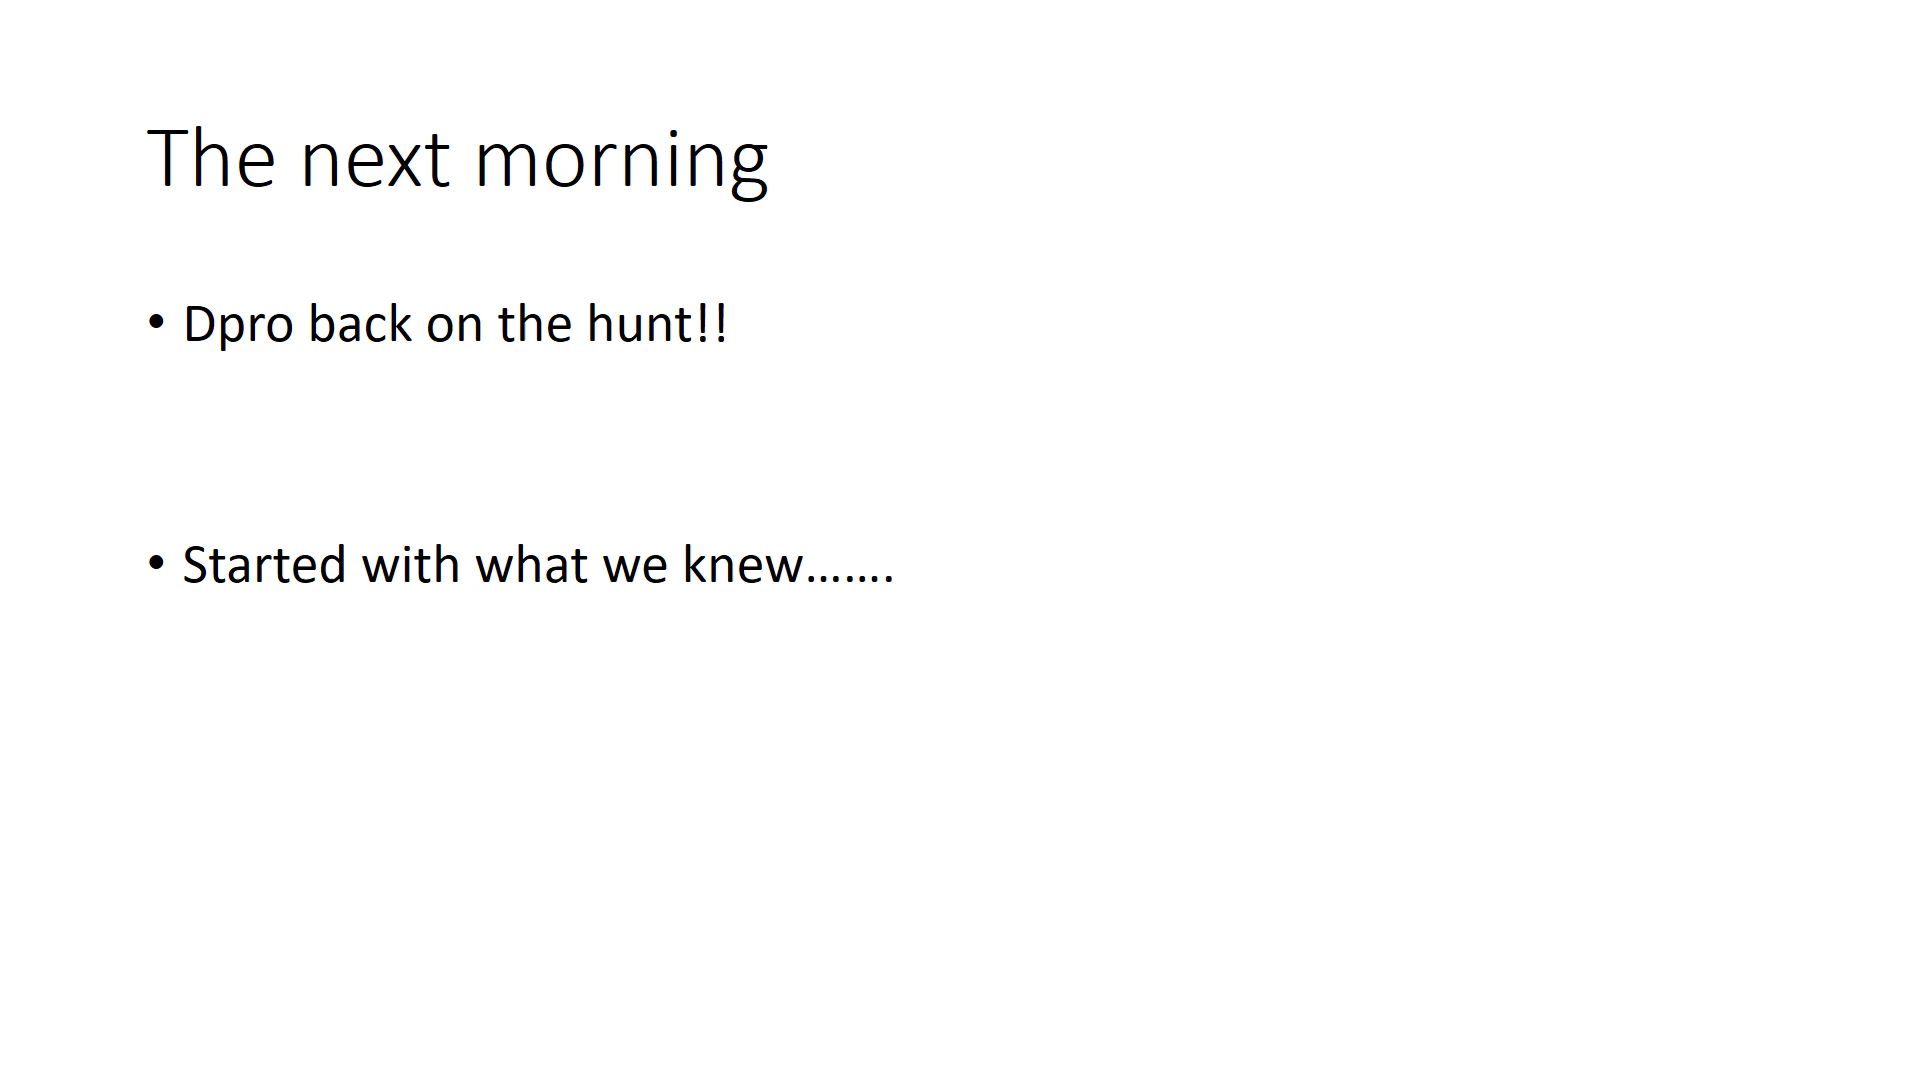 The next morning
• Dpro back on the hunt!!
• Started with what we knew.......